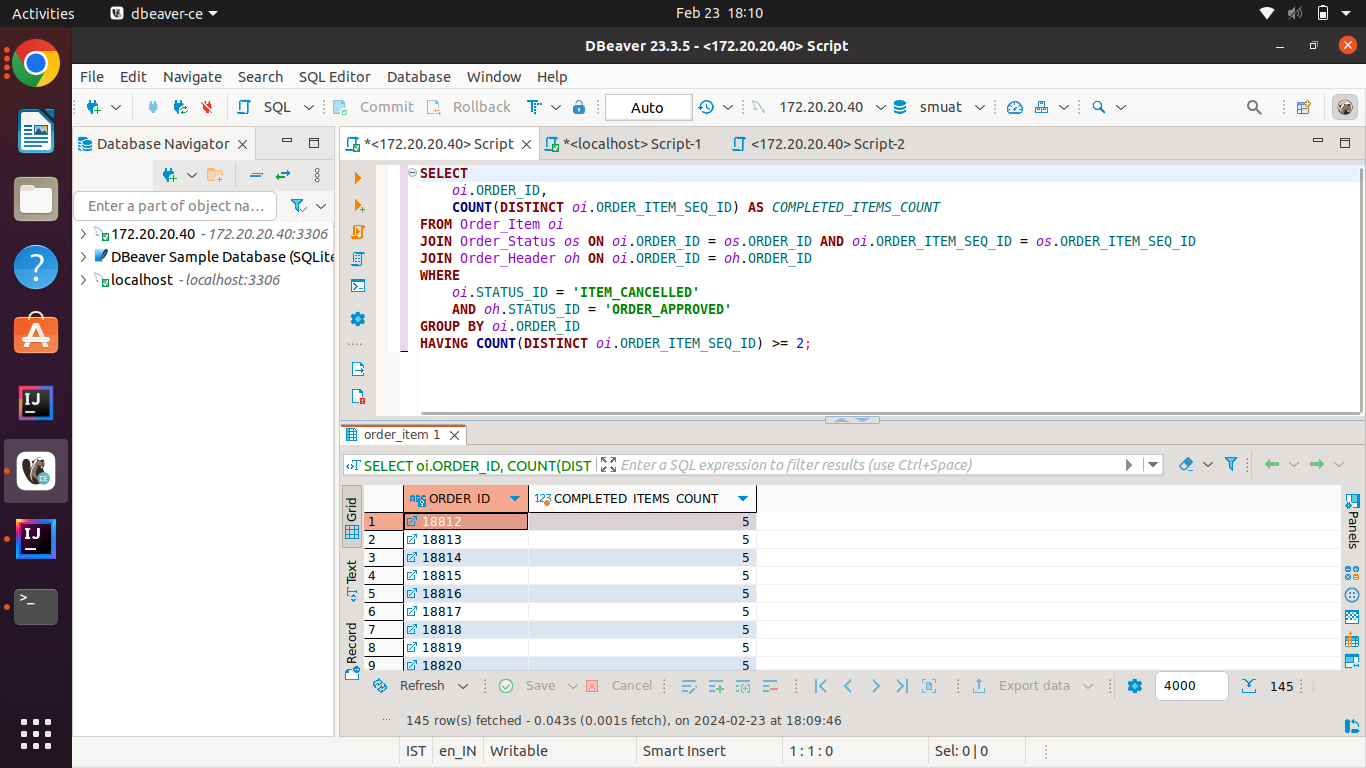 Activities dbeaver-ce Feb 23 18:10
DBeaver 23.3.5 - <172.20.20.40> Script
File Edit Navigate Search SQL Editor Database Window Help
SQL Commit Rollback Auto 172.20.20.40 smuat
Database Navigator
*<172.20.20.40> Script *<localhost> Script-1 <172.20.20.40> Script-2
Enter a part of object na...
172.20.20.40 - 172.20.20.40:3306
DBeaver Sample Database (SQLite
localhost - localhost:3306
SELECT
oi.ORDER_ID,
COUNT(DISTINCT oi.ORDER_ITEM_SEQ_ID) AS COMPLETED_ITEMS_COUNT
FROM Order_Item oi
JOIN Order_Status os ON oi.ORDER_ID = os.ORDER_ID AND oi.ORDER_ITEM_SEQ_ID = os.ORDER_ITEM_SEQ_ID
JOIN Order_Header oh ON oi.ORDER_ID = oh.ORDER_ID
WHERE
oi.STATUS_ID = 'ITEM_CANCELLED'
AND oh.STATUS_ID = 'ORDER_APPROVED'
GROUP BY oi.ORDER_ID
HAVING COUNT(DISTINCT oi.ORDER_ITEM_SEQ_ID) >= 2;
order_item 1
SELECT oi.ORDER_ID, COUNT(DIST Enter a SQL expression to filter results (use Ctrl+Space)
Grid
Text
Record
Panels
ORDER_ID COMPLETED_ITEMS_COUNT
1 18812 5
2 18813 5
3 18814 5
4 18815 5
5 18816 5
6 18817 5
7 18818 5
8 18819 5
9 18820 5
Refresh Save Cancel Export data 4000 145
145 row(s) fetched - 0.043s (0.001s fetch), on 2024-02-23 at 18:09:46
IST en_IN Writable Smart Insert 1 : 1 : 0 Sel: 0 | 0